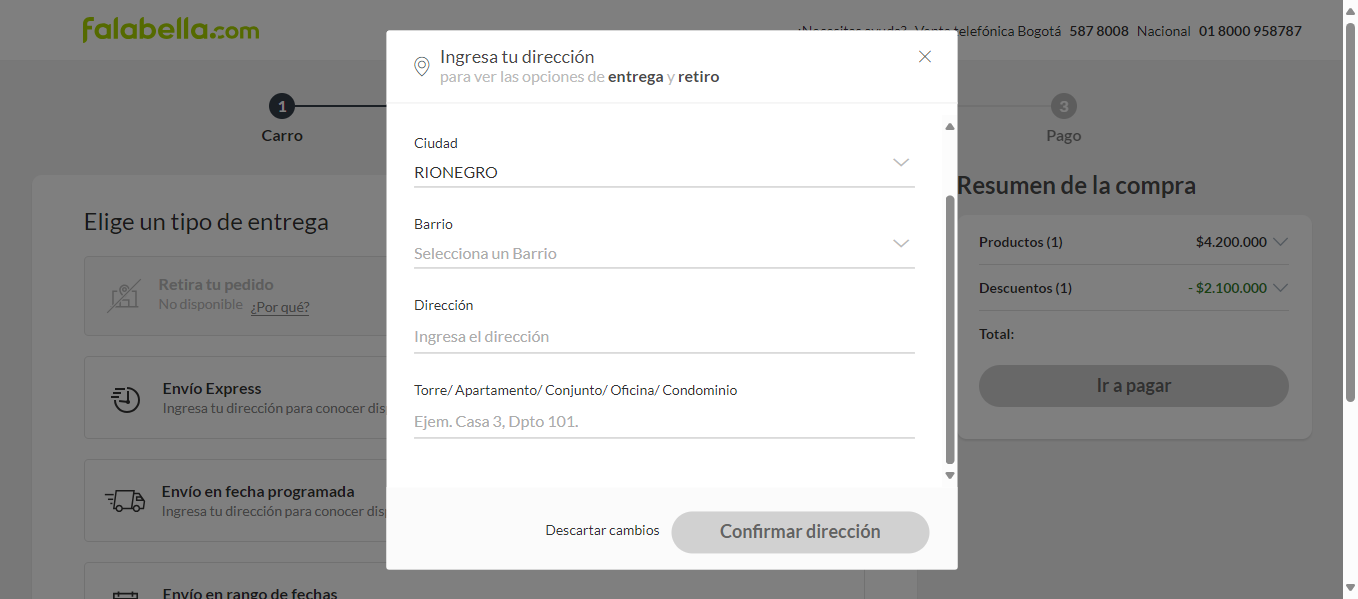 falabella.com
¿Necesitas ayuda? Venta telefónica Bogotá 587 8008 Nacional 01 8000 958787
Ingresa tu dirección
para ver las opciones de entrega y retiro
1
3
Carro
Pago
Ciudad
RIONEGRO
Barrio
Selecciona un Barrio
Dirección
Ingresa el dirección
Torre/ Apartamento/ Conjunto/ Oficina/ Condominio
Ejem. Casa 3, Dpto 101.
Descartar cambios
Confirmar dirección
Elige un tipo de entrega
Retira tu pedido
No disponible ¿Por qué?
Envío Express
Ingresa tu dirección para conocer dis
Envío en fecha programada
Ingresa tu dirección para conocer dis
Envío en rango de fechas
Resumen de la compra
Productos (1) $4.200.000
Descuentos (1) - $2.100.000
Total:
Ir a pagar